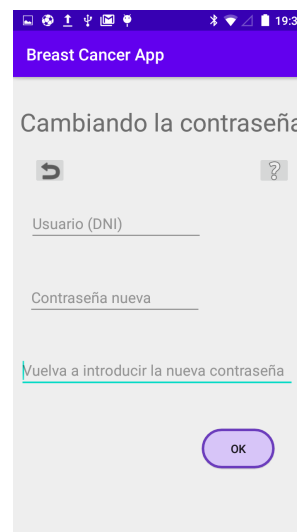 19:3
Breast Cancer App
Cambiando la contraseña
?
Usuario (DNI)
Contraseña nueva
Vuelva a introducir la nueva contraseña
OK